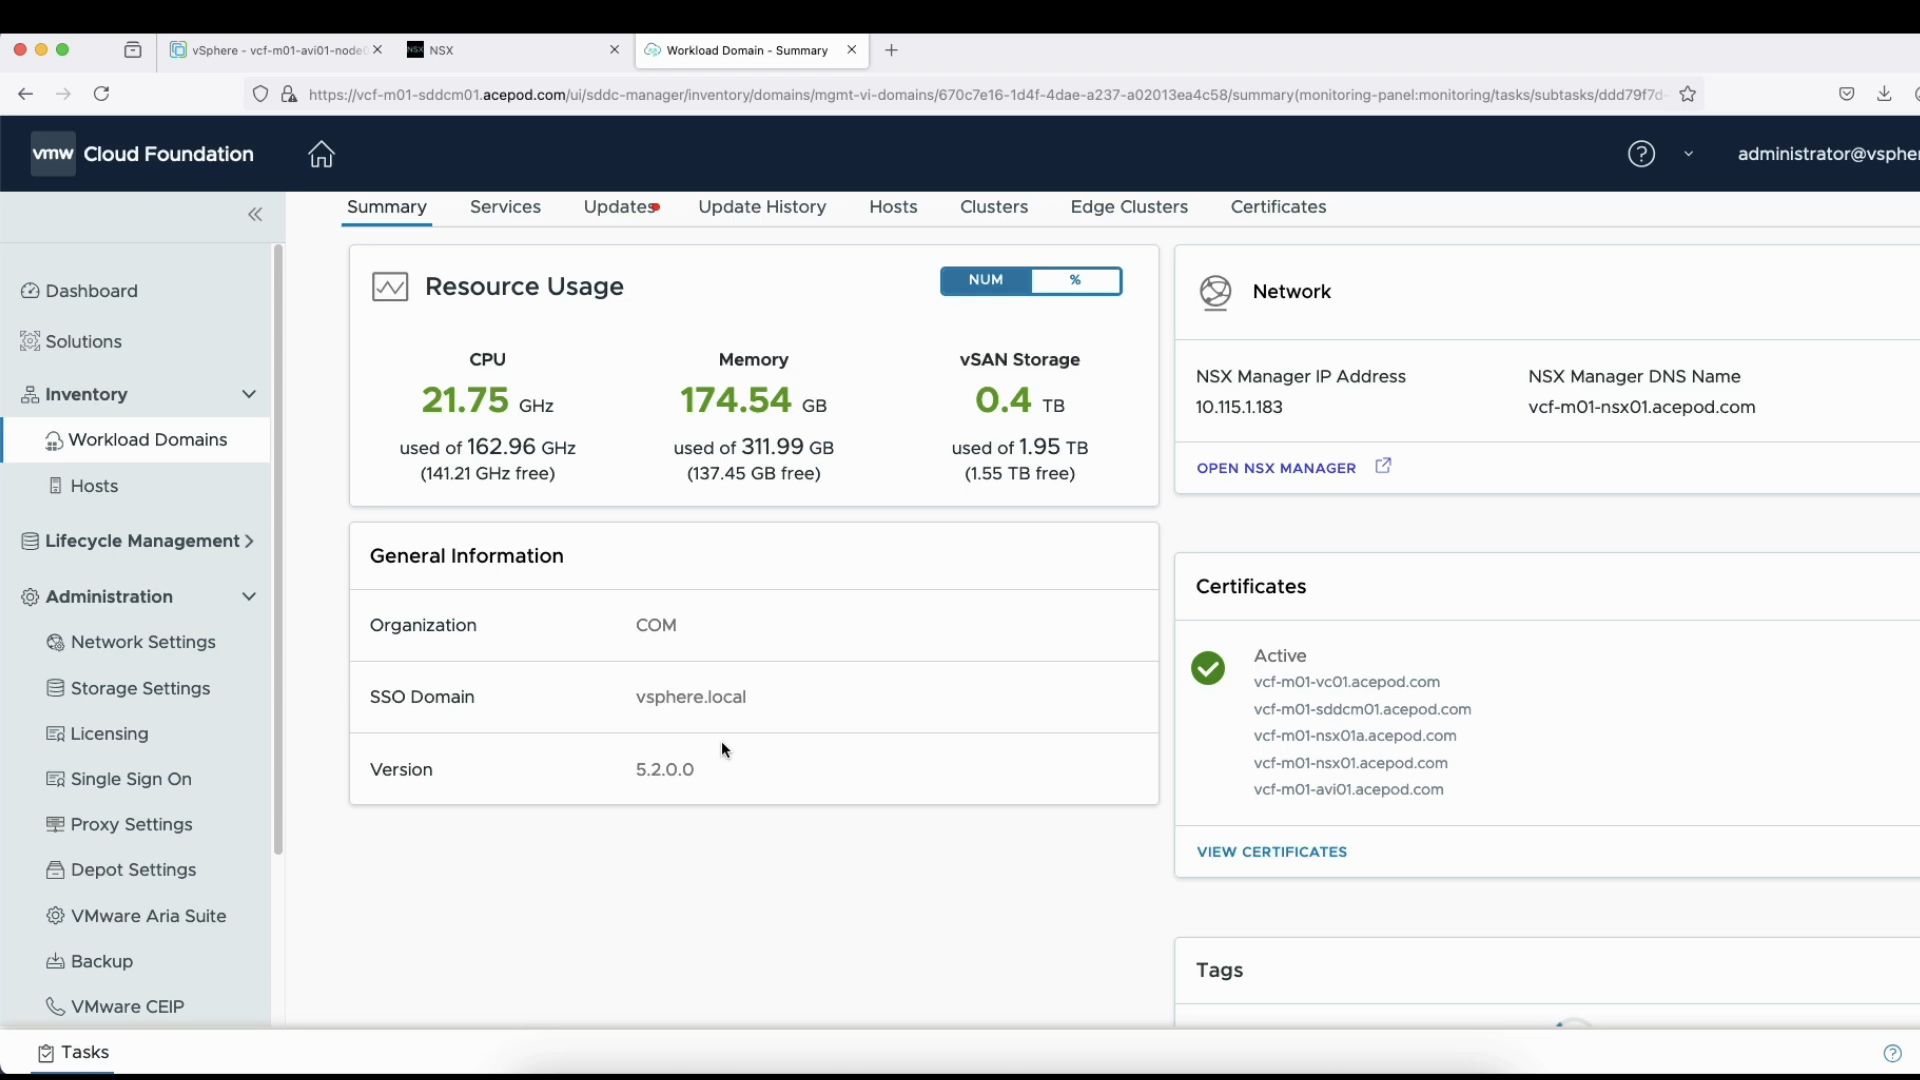 vSphere - vcf-m01-avi01-node0
NSX
NSX
Workload Domain - Summary
https://vcf-m01-sddcm01.acepod.com/ui/sddc-manager/inventory/domains/mgmt-vi-domains/670c7e16-1d4f-4dae-a237-a02013ea4c58/summary(monitoring-panel:monitoring/tasks/subtasks/ddd79f7d-
vmw Cloud Foundation
administrator@vspher
Summary Services Updates Update History Hosts Clusters Edge Clusters Certificates
Dashboard
Solutions
Inventory
Workload Domains
Hosts
Lifecycle Management
Administration
Network Settings
Storage Settings
Licensing
Single Sign On
Proxy Settings
Depot Settings
VMware Aria Suite
Backup
VMware CEIP
Resource Usage
NUM %
CPU
21.75 GHz
used of 162.96 GHz
(141.21 GHz free)
Memory
174.54 GB
used of 311.99 GB
(137.45 GB free)
vSAN Storage
0.4 TB
used of 1.95 TB
(1.55 TB free)
General Information
Organization COM
SSO Domain vsphere.local
Version 5.2.0.0
Network
NSX Manager IP Address
10.115.1.183
NSX Manager DNS Name
vcf-m01-nsx01.acepod.com
OPEN NSX MANAGER
Certificates
Active
vcf-m01-vc01.acepod.com
vcf-m01-sddcm01.acepod.com
vcf-m01-nsx01a.acepod.com
vcf-m01-nsx01.acepod.com
vcf-m01-avi01.acepod.com
VIEW CERTIFICATES
Tags
Tasks